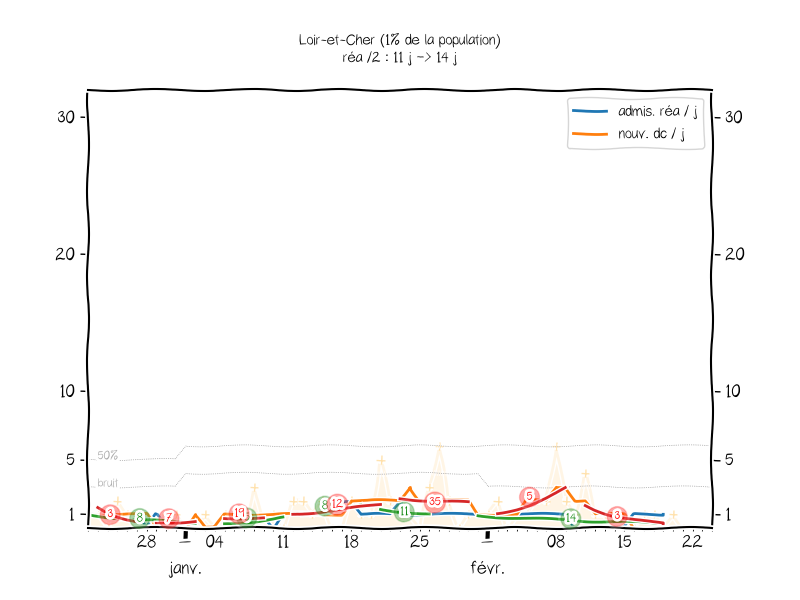 Loir-et-Cher (1% de la population)
réa /2 : 11 j -> 14 j
admis. réa / j
nouv. dc / j
30 30
20 20
10 10
50%
5 5
bruit
1 1
3 8 7 19 8 8 12 11 35 5 14 3
28 04 11 18 25 08 15 22
janv. févr.